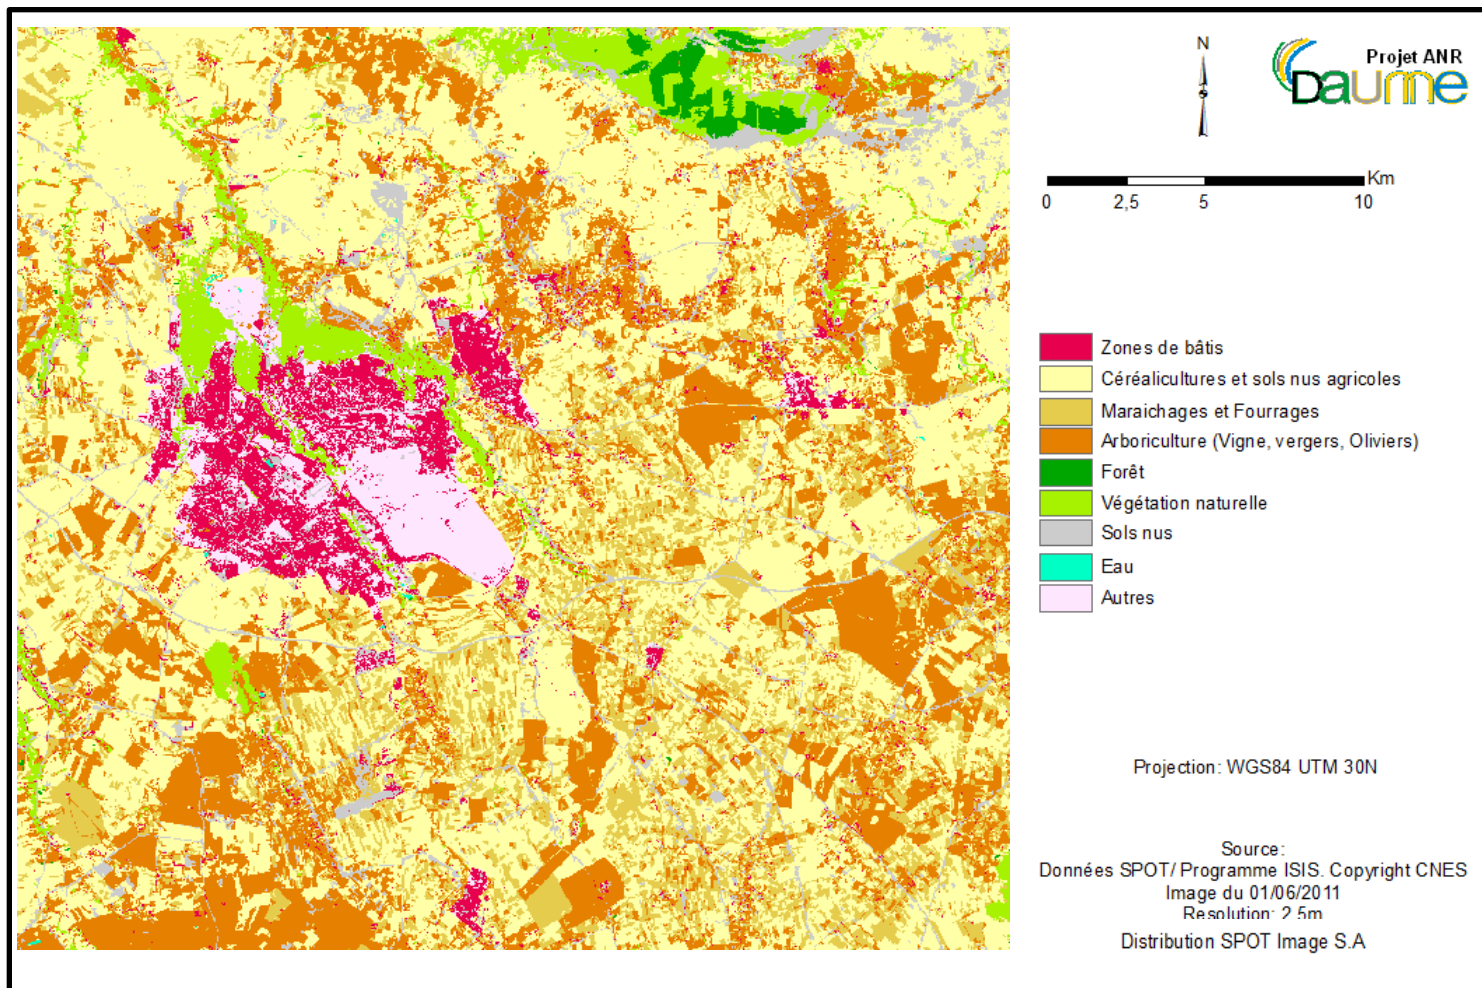 N
Projet ANR
Daume
Km
0 2,5 5 10
Zones de bâtis
Céréalicultures et sols nus agricoles
Maraichages et Fourrages
Arboriculture (Vigne, vergers, Oliviers)
Forêt
Végétation naturelle
Sols nus
Eau
Autres
Projection: WGS84 UTM 30N
Source:
Données SPOT/ Programme ISIS. Copyright CNES
Image du 01/06/2011
Resolution: 2,5m
Distribution SPOT Image S.A